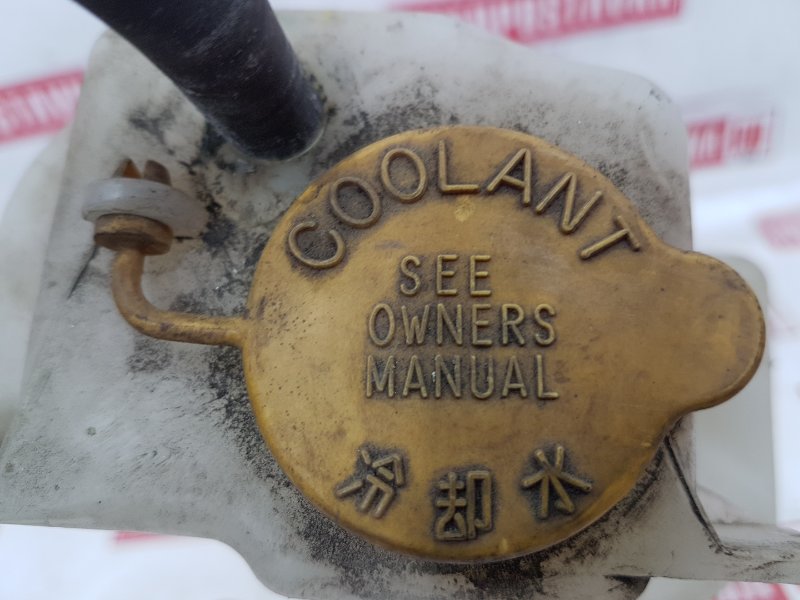 COOLANT
SEE
OWNERS
MANUAL
冷却水